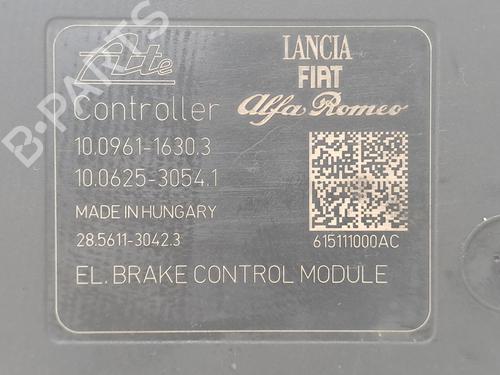 Ate
LANCIA
FIAT
Alfa Romeo
Controller
10.0961-1630.3
10.0625-3054.1
MADE IN HUNGARY
28.5611-3042.3
615111000AC
EL. BRAKE CONTROL MODULE
B-PARTS